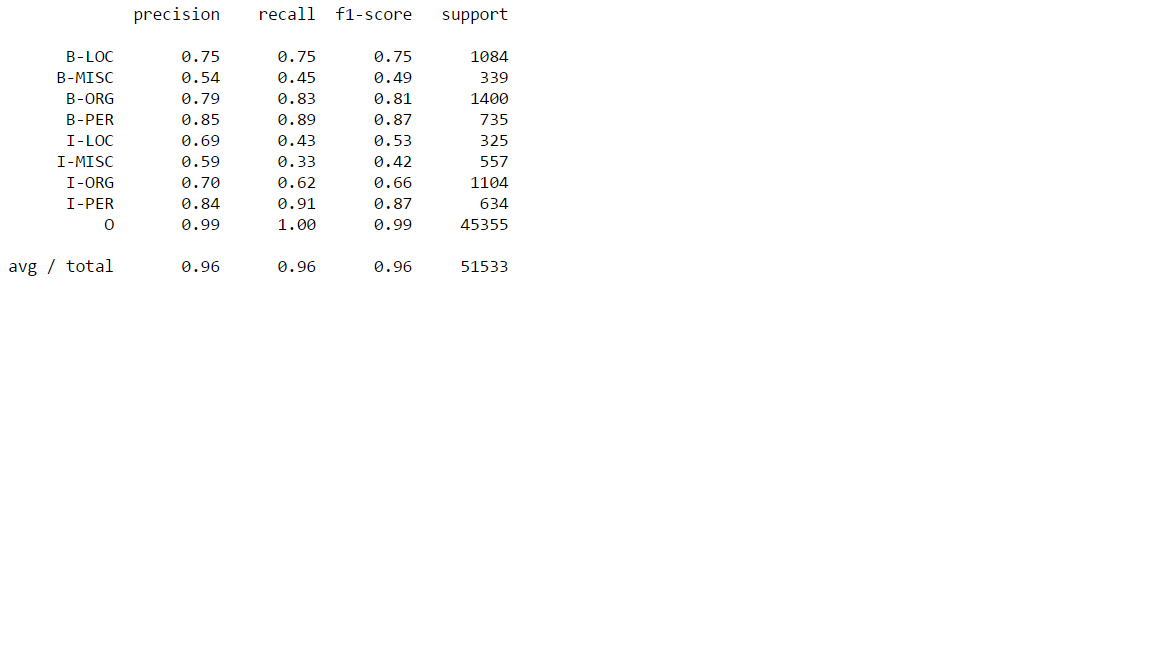 precision recall f1-score support
B-LOC 0.75 0.75 0.75 1084
B-MISC 0.54 0.45 0.49 339
B-ORG 0.79 0.83 0.81 1400
B-PER 0.85 0.89 0.87 735
I-LOC 0.69 0.43 0.53 325
I-MISC 0.59 0.33 0.42 557
I-ORG 0.70 0.62 0.66 1104
I-PER 0.84 0.91 0.87 634
O 0.99 1.00 0.99 45355
avg / total 0.96 0.96 0.96 51533